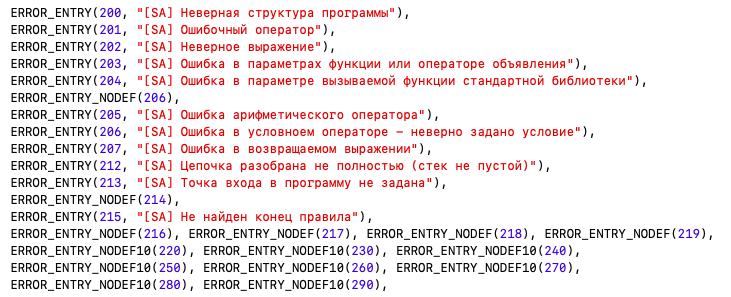 ERROR_ENTRY(200, "[SA] Неверная структура программы"),
ERROR_ENTRY(201, "[SA] Ошибочный оператор"),
ERROR_ENTRY(202, "[SA] Неверное выражение"),
ERROR_ENTRY(203, "[SA] Ошибка в параметрах функции или операторе объявления"),
ERROR_ENTRY(204, "[SA] Ошибка в параметре вызываемой функции стандартной библиотеки"),
ERROR_ENTRY_NODEF(206),
ERROR_ENTRY(205, "[SA] Ошибка арифметического оператора"),
ERROR_ENTRY(206, "[SA] Ошибка в условноем операторе – неверно задано условие"),
ERROR_ENTRY(207, "[SA] Ошибка в возвращаемом выражении"),
ERROR_ENTRY(212, "[SA] Цепочка разобрана не полностью (стек не пустой)"),
ERROR_ENTRY(213, "[SA] Точка входа в программу не задана"),
ERROR_ENTRY_NODEF(214),
ERROR_ENTRY(215, "[SA] Не найден конец правила"),
ERROR_ENTRY_NODEF(216), ERROR_ENTRY_NODEF(217), ERROR_ENTRY_NODEF(218), ERROR_ENTRY_NODEF(219),
ERROR_ENTRY_NODEF10(220), ERROR_ENTRY_NODEF10(230), ERROR_ENTRY_NODEF10(240),
ERROR_ENTRY_NODEF10(250), ERROR_ENTRY_NODEF10(260), ERROR_ENTRY_NODEF10(270),
ERROR_ENTRY_NODEF10(280), ERROR_ENTRY_NODEF10(290),